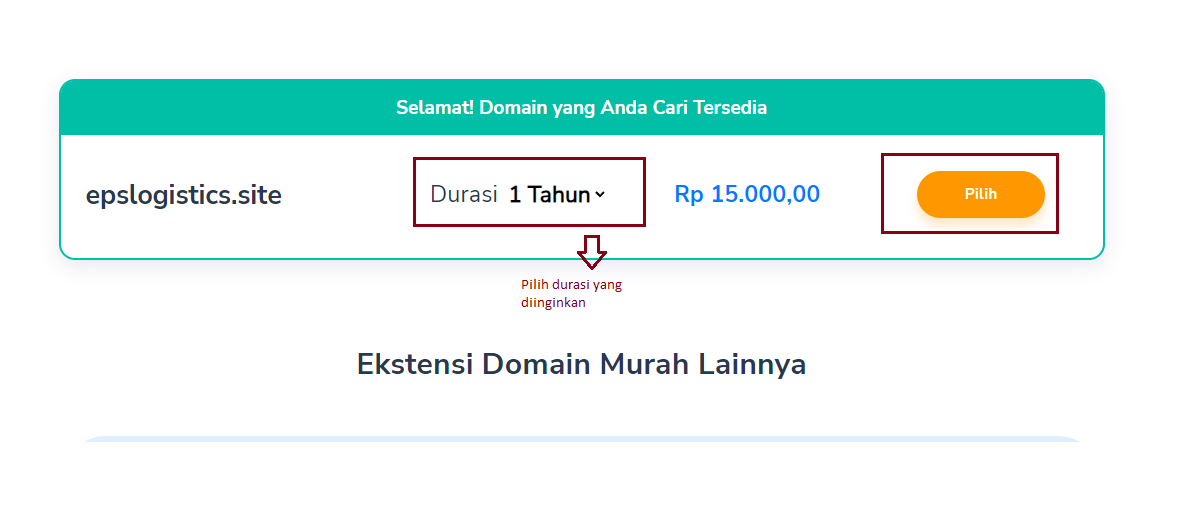 Selamat! Domain yang Anda Cari Tersedia
epslogistics.site Durasi 1 Tahun Rp 15.000,00 Pilih
Pilih durasi yang
diinginkan
Ekstensi Domain Murah Lainnya